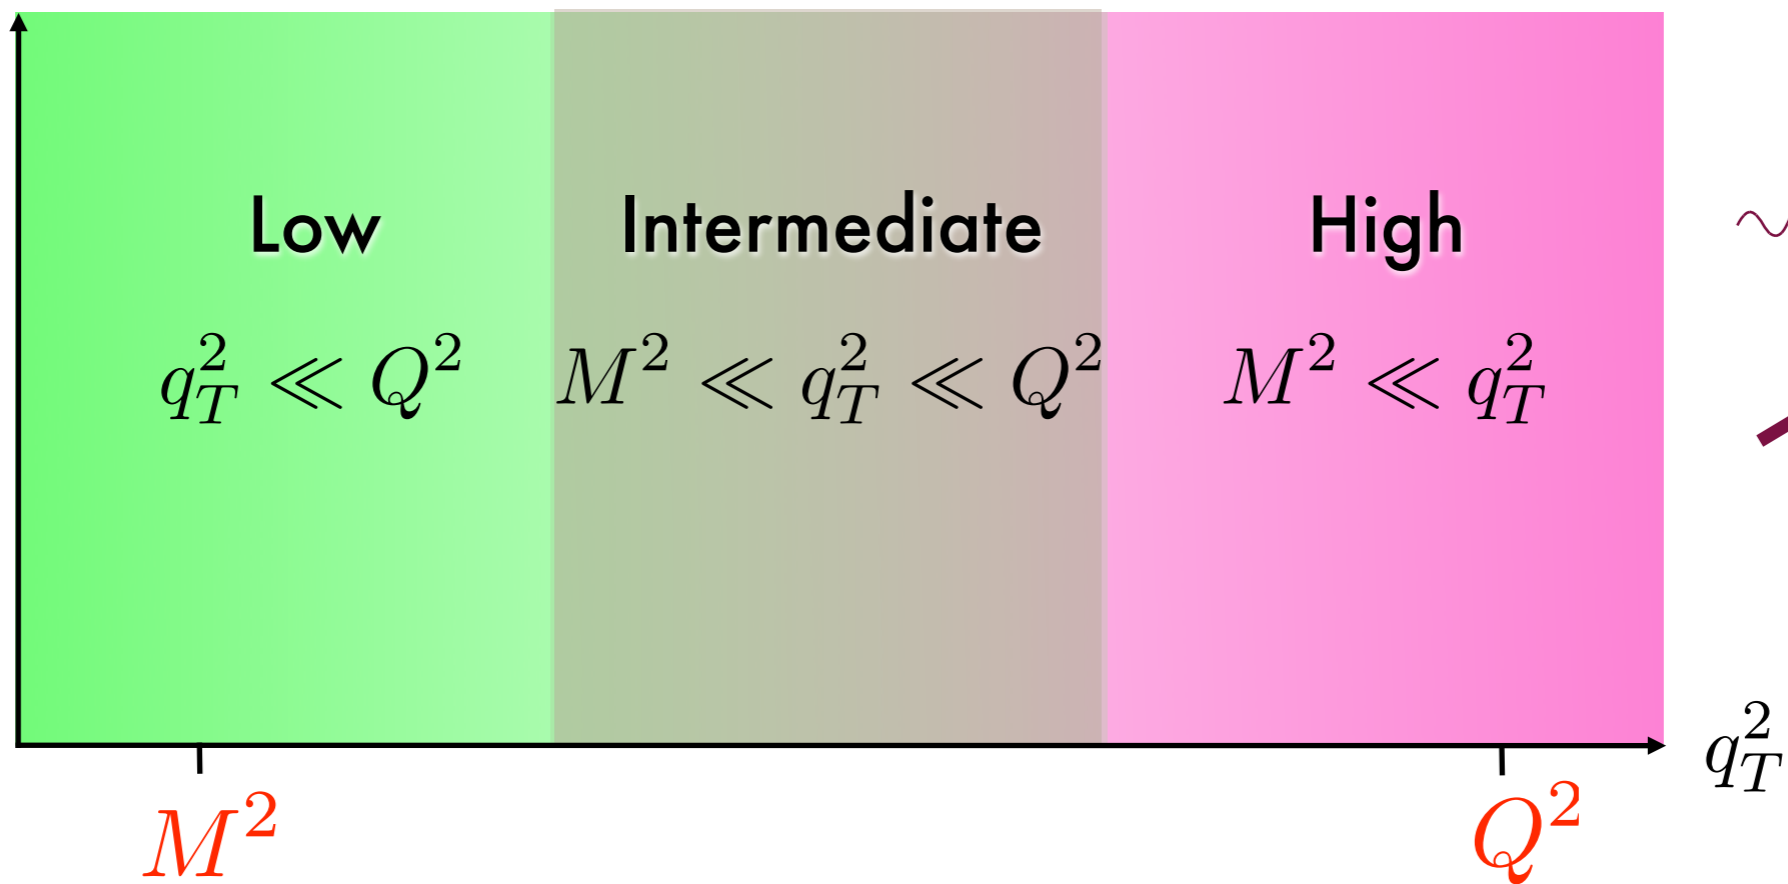 Low Intermediate High
q_T^2 ≪ Q^2 M^2 ≪ q_T^2 ≪ Q^2 M^2 ≪ q_T^2
q_T^2
M^2 Q^2